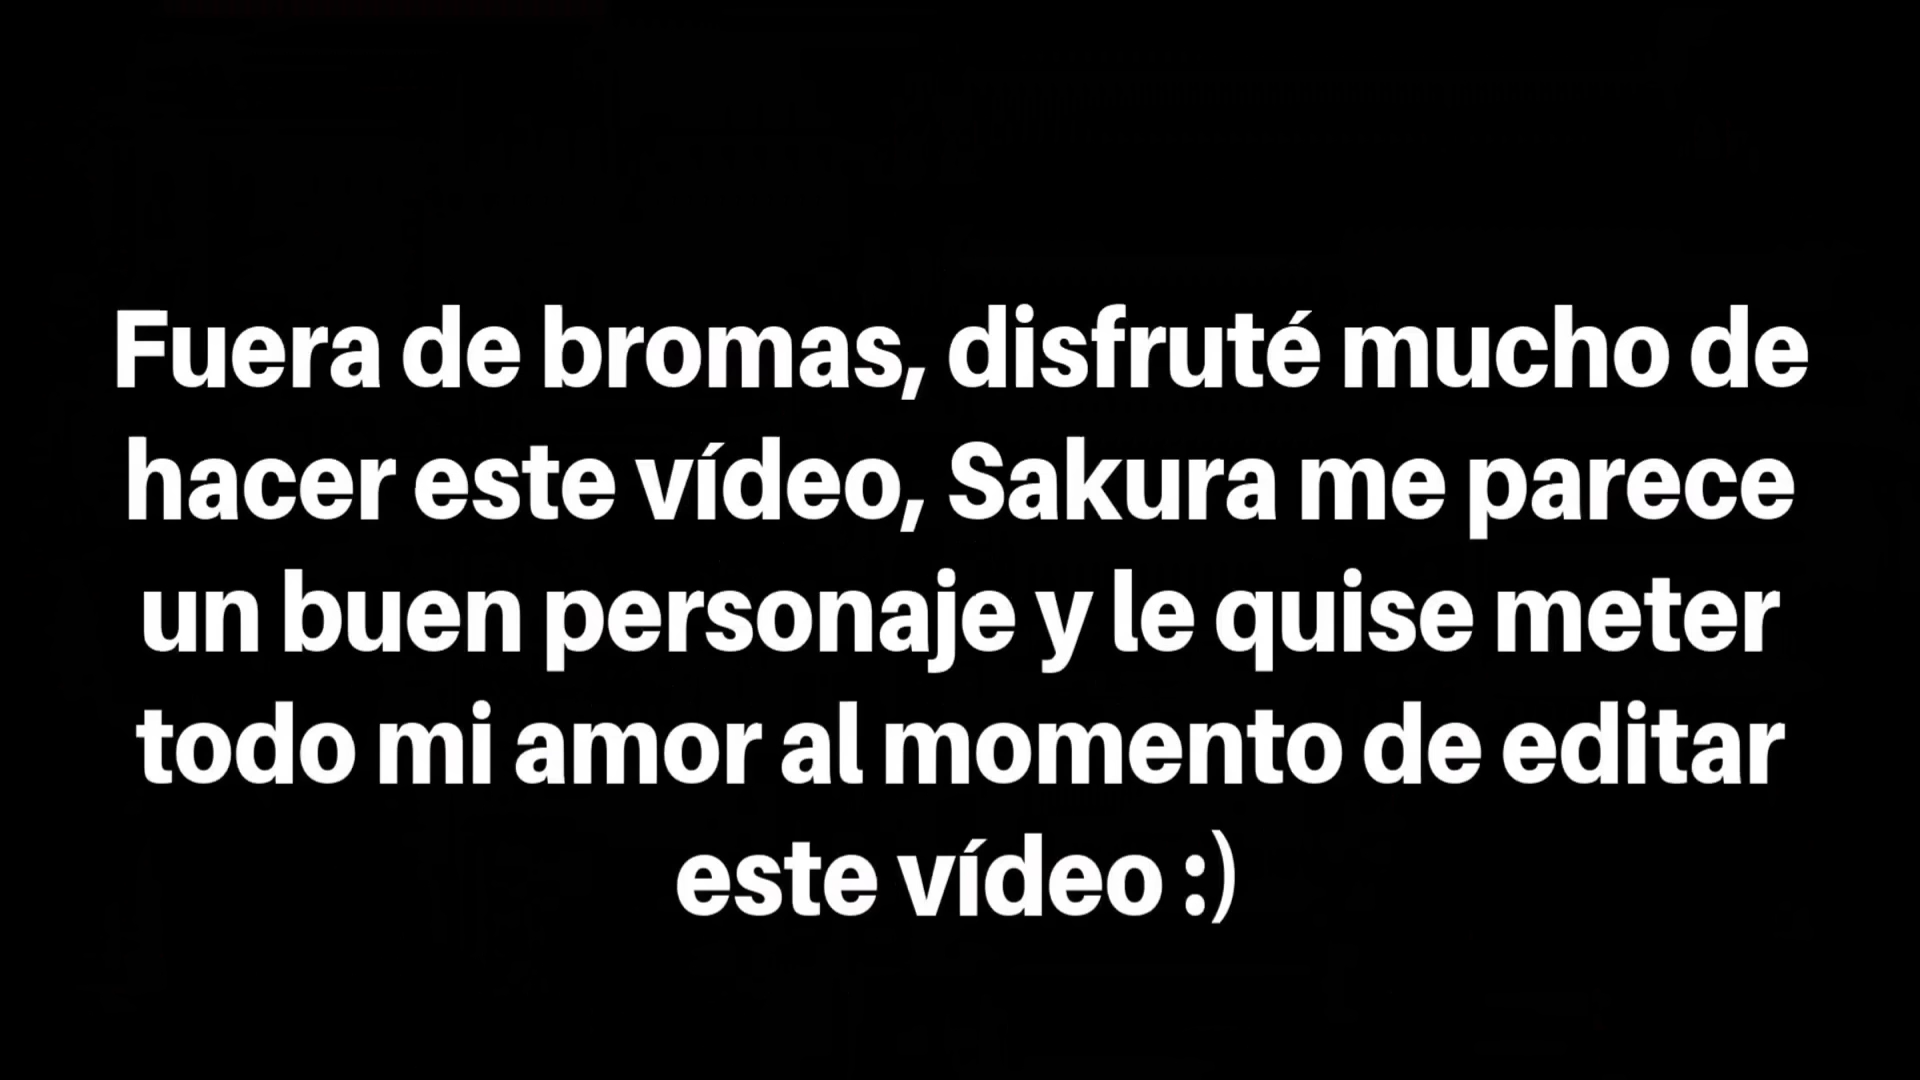 Fuera de bromas, disfruté mucho de
hacer este vídeo, Sakura me parece
un buen personaje y le quise meter
todo mi amor al momento de editar
este vídeo :)